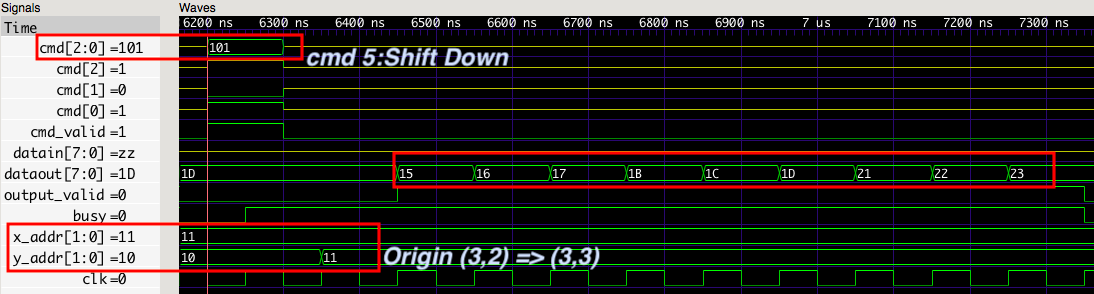 Signals Waves
Time 6200 ns 6300 ns 6400 ns 6500 ns 6600 ns 6700 ns 6800 ns 6900 ns 7 us 7100 ns 7200 ns 7300 ns
cmd[2:0] =101 101
cmd 5:Shift Down
cmd[2] =1
cmd[1] =0
cmd[0] =1
cmd_valid =1
datain[7:0] =zz
dataout[7:0] =1D 1D 15 16 17 1B 1C 1D 21 22 23
output_valid =0
busy =0
x_addr[1:0] =11 11
y_addr[1:0] =10 10 11 Origin (3,2) => (3,3)
clk =0